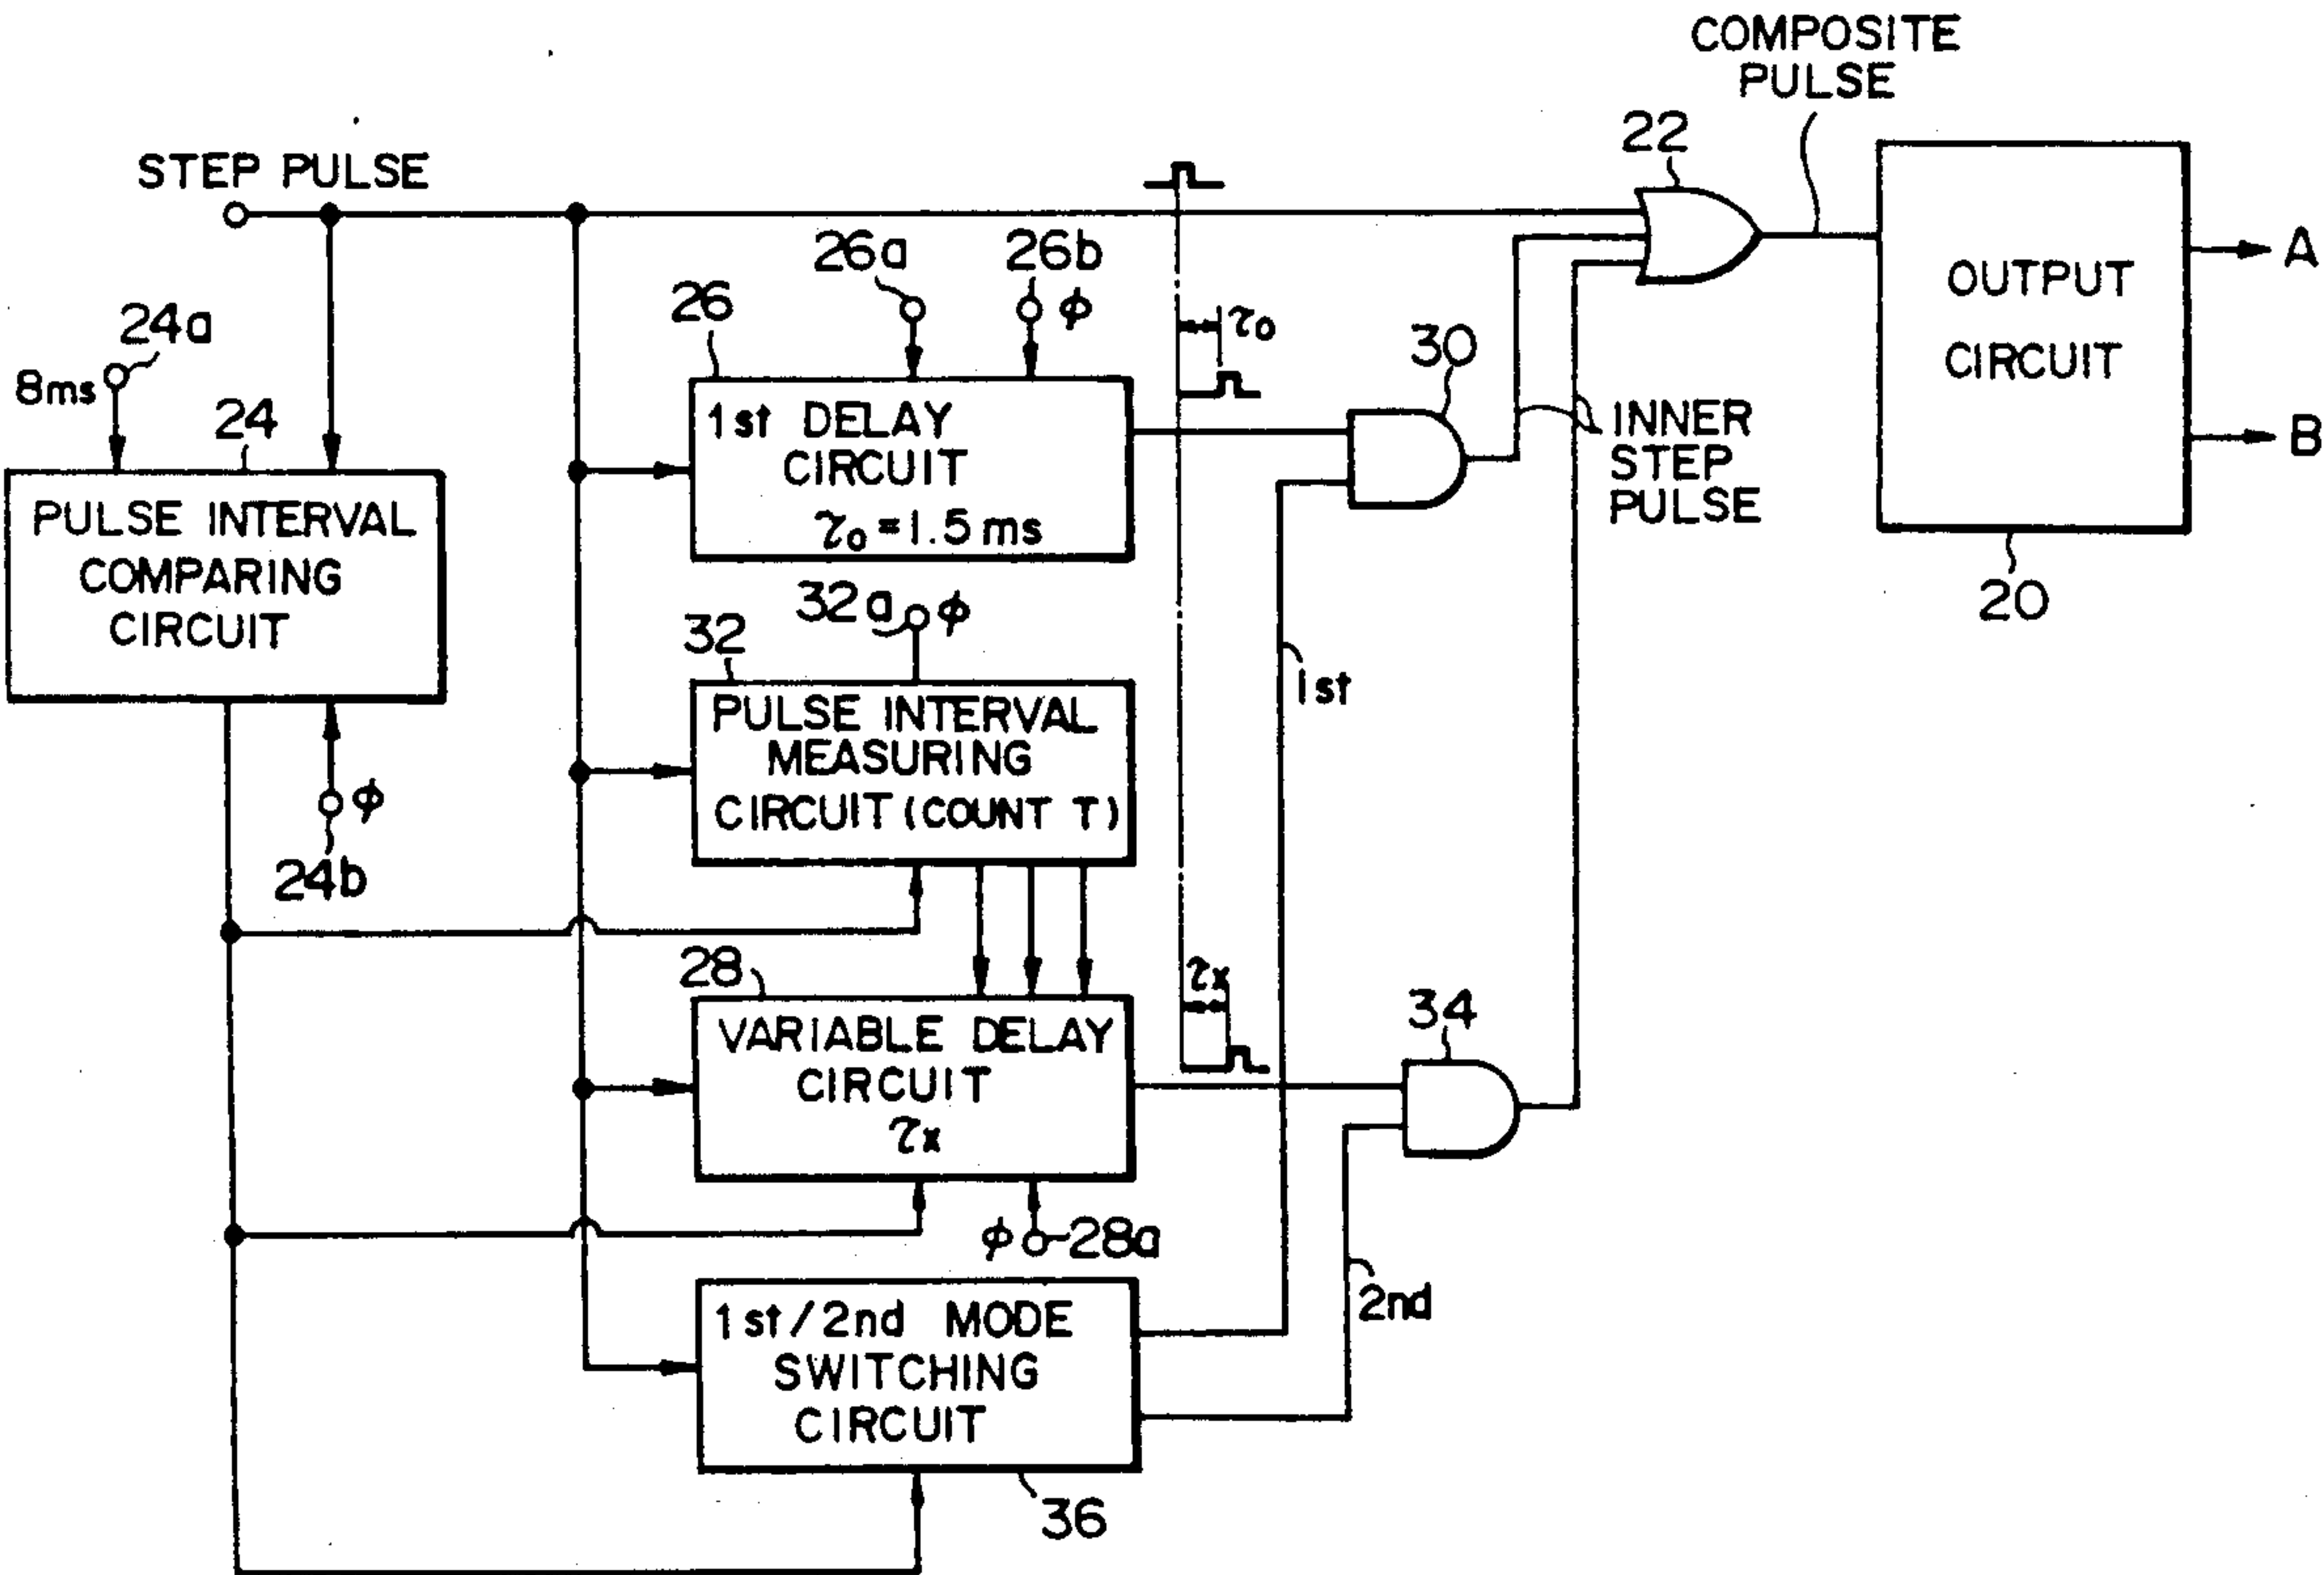 COMPOSITE
PULSE
22
STEP PULSE
26a
26b
φ
26
τo
A
OUTPUT
CIRCUIT
B
20
24a
8ms
24
30
1st DELAY
CIRCUIT
τo = 1.5 ms
INNER
STEP
PULSE
PULSE INTERVAL
COMPARING
CIRCUIT
32a
φ
32
1st
PULSE INTERVAL
MEASURING
CIRCUIT (COUNT T)
φ
24b
28
τx
34
VARIABLE DELAY
CIRCUIT
τx
φ
28a
2nd
1st/2nd MODE
SWITCHING
CIRCUIT
36